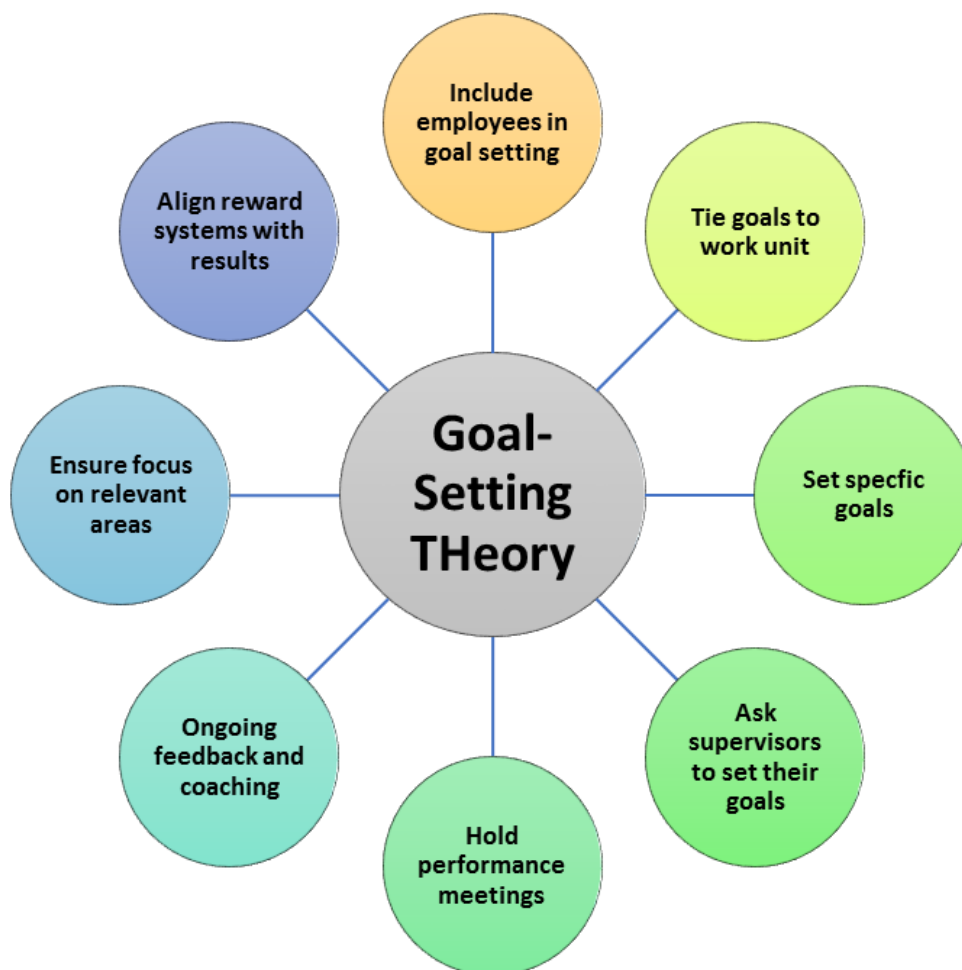 Include
employees in
goal setting
Tie goals to
work unit
Set specfic
goals
Ask
supervisors
to set their
goals
Hold
performance
meetings
Ongoing
feedback and
coaching
Ensure focus
on relevant
areas
Align reward
systems with
results
Goal-
Setting
THeory